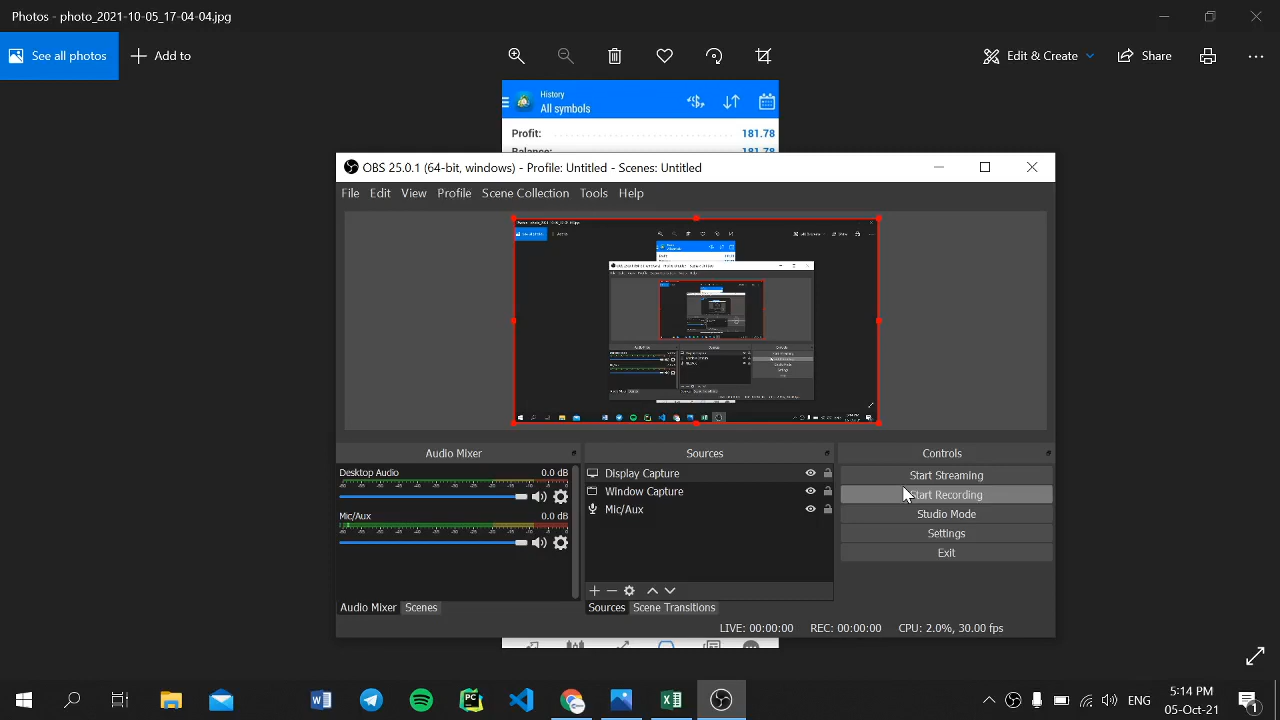 Photos - photo_2021-10-05_17-04-04.jpg
See all photos
Add to
Edit & Create
Share
History
All symbols
Profit: 181.78
Balance: 181.78
OBS 25.0.1 (64-bit, windows) - Profile: Untitled - Scenes: Untitled
File Edit View Profile Scene Collection Tools Help
Audio Mixer
Desktop Audio 0.0 dB
Mic/Aux 0.0 dB
Audio Mixer Scenes
Sources
Display Capture
Window Capture
Mic/Aux
Sources Scene Transitions
Controls
Start Streaming
Start Recording
Studio Mode
Settings
Exit
LIVE: 00:00:00 REC: 00:00:00 CPU: 2.0%, 30.00 fps
ENG
5:14 PM
05-Oct-21
1